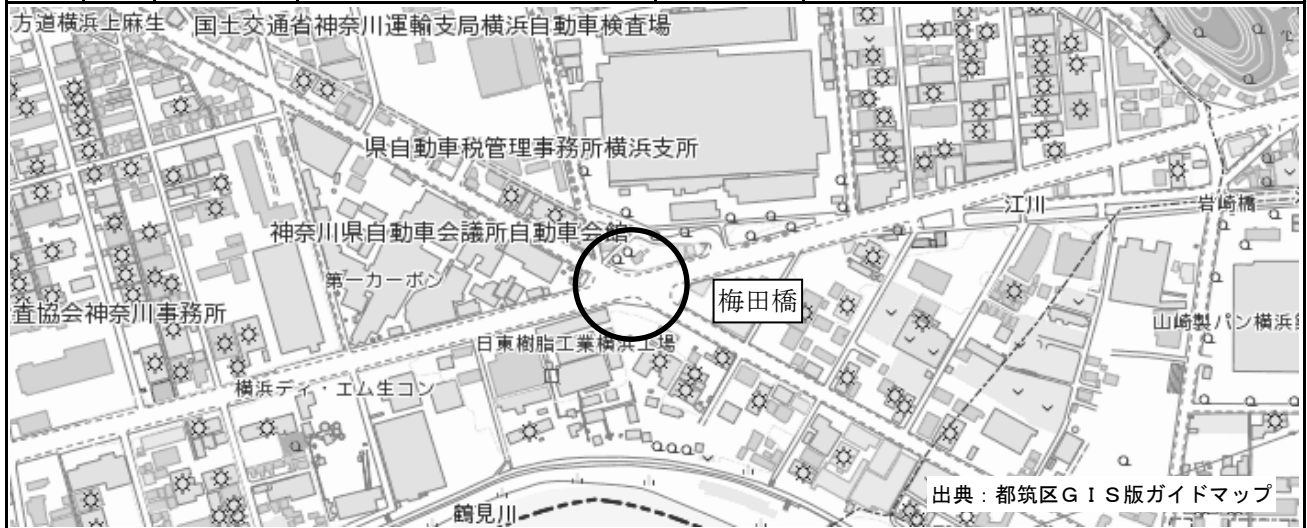 方道横浜上麻生
国土交通省神奈川運輸支局横浜自動車検査場
県自動車税管理事務所横浜支所
江川
岩崎橋
神奈川県自動車会議所自動車会館
第一カーボン
梅田橋
査協会神奈川事務所
山崎製パン横浜
日東樹脂工業横浜工場
横浜ディ・エム生コン
出典：都筑区ＧＩＳ版ガイドマップ
鶴見川